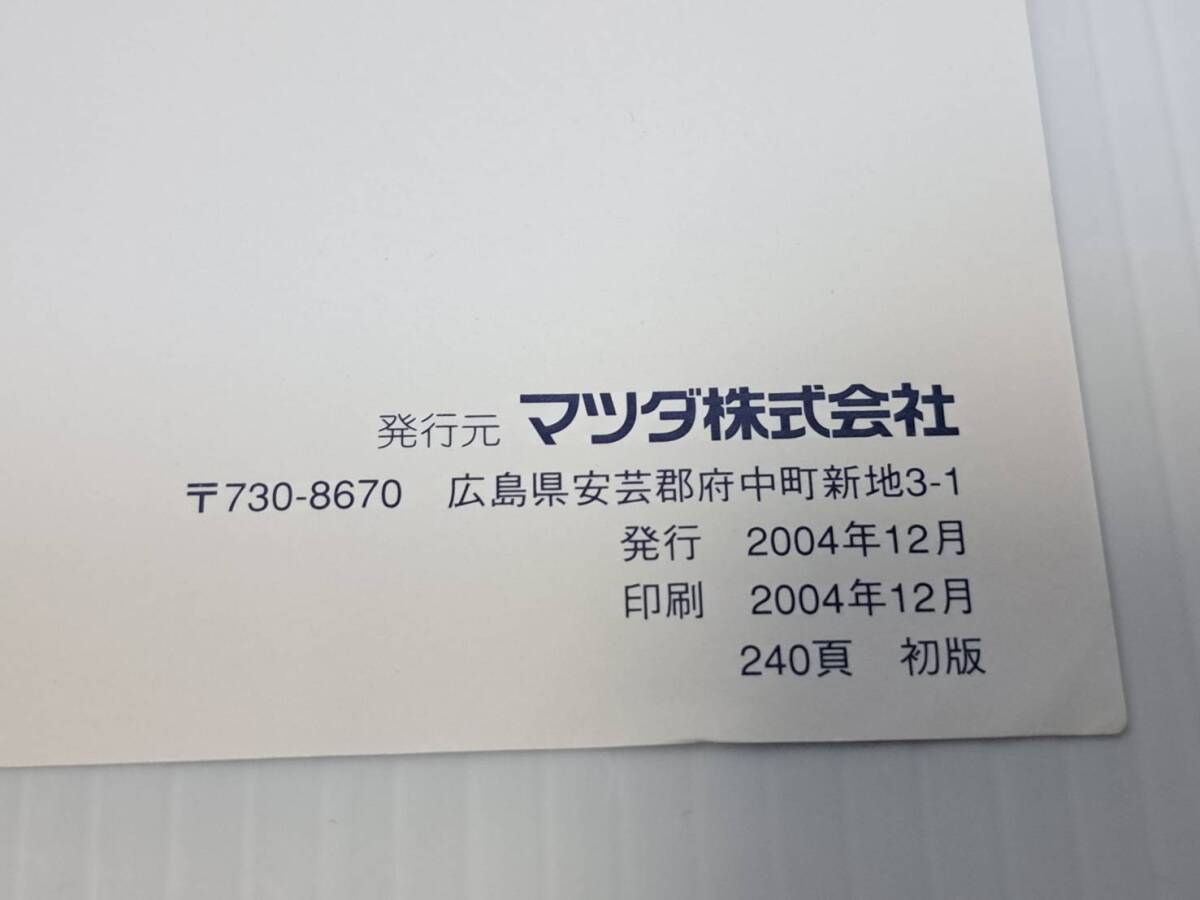 発行元 マツダ株式会社
〒730-8670 広島県安芸郡府中町新地3-1
発行 2004年12月
印刷 2004年12月
240頁 初版